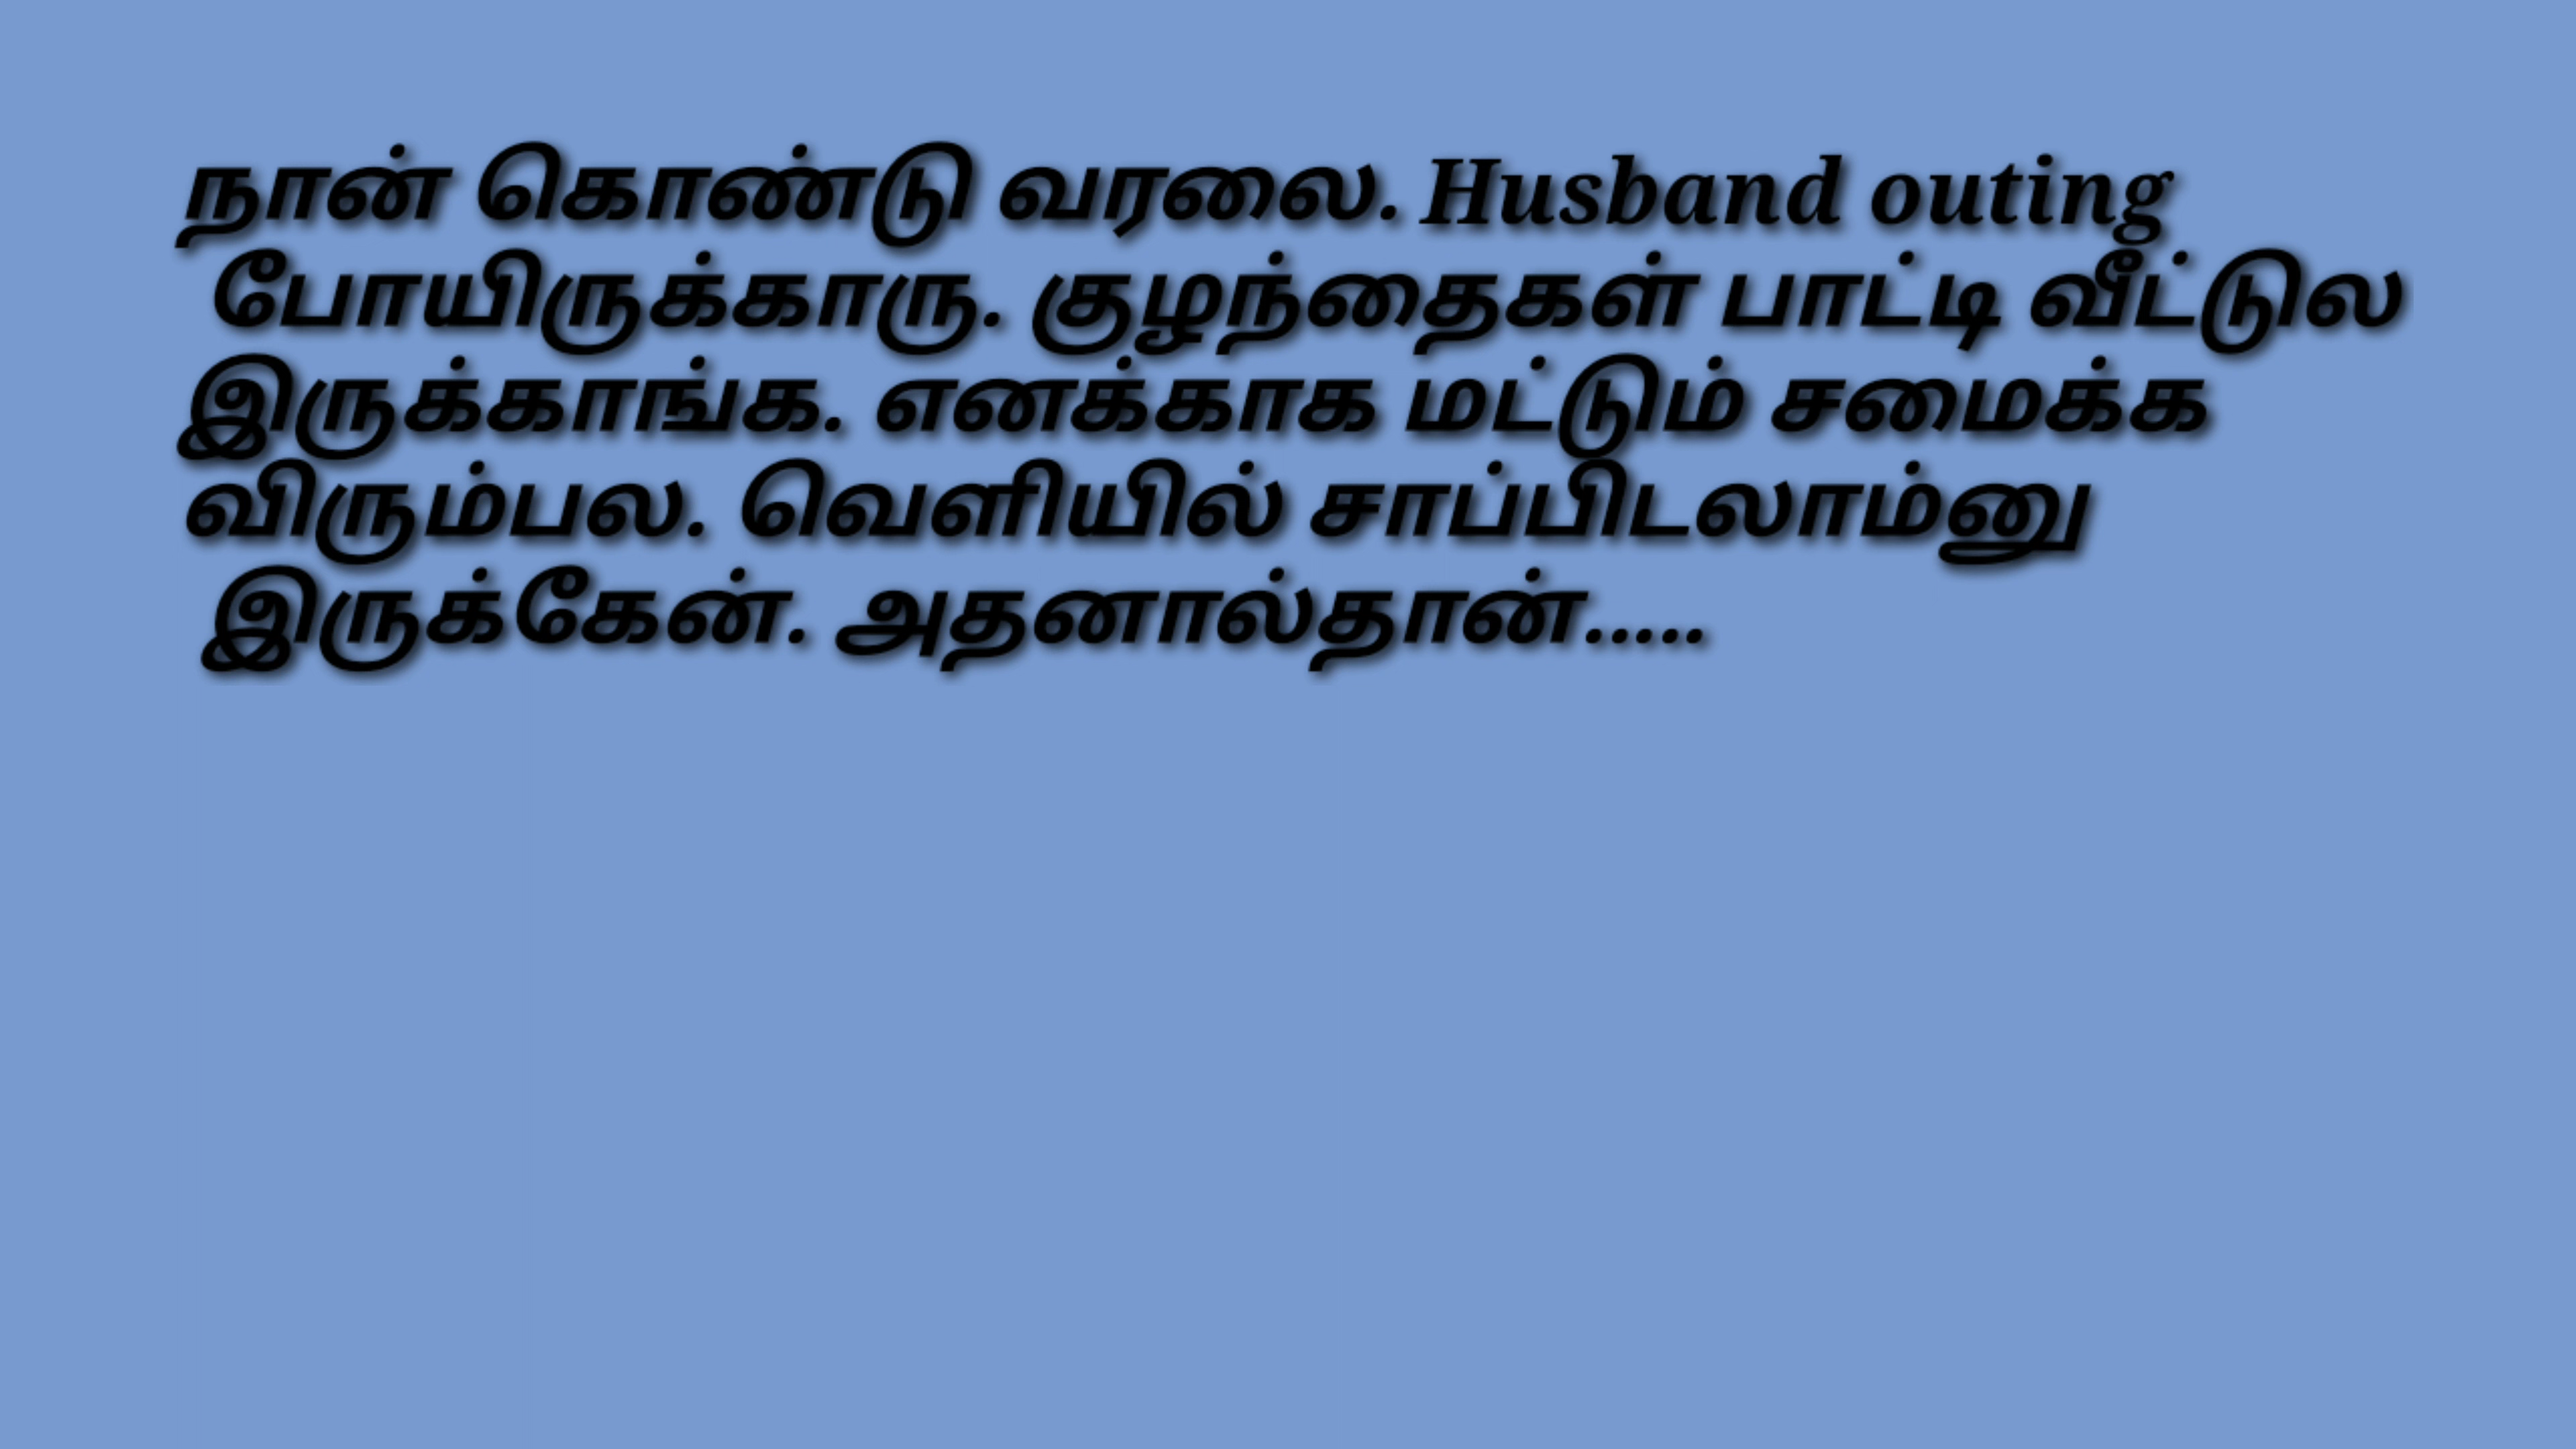 நான் கொண்டு வரலை. Husband outing
போயிருக்காரு. குழந்தைகள் பாட்டி வீட்டுல
இருக்காங்க. எனக்காக மட்டும் சமைக்க
விரும்பல. வெளியில் சாப்பிடலாம்னு
இருக்கேன். அதனால்தான்.....